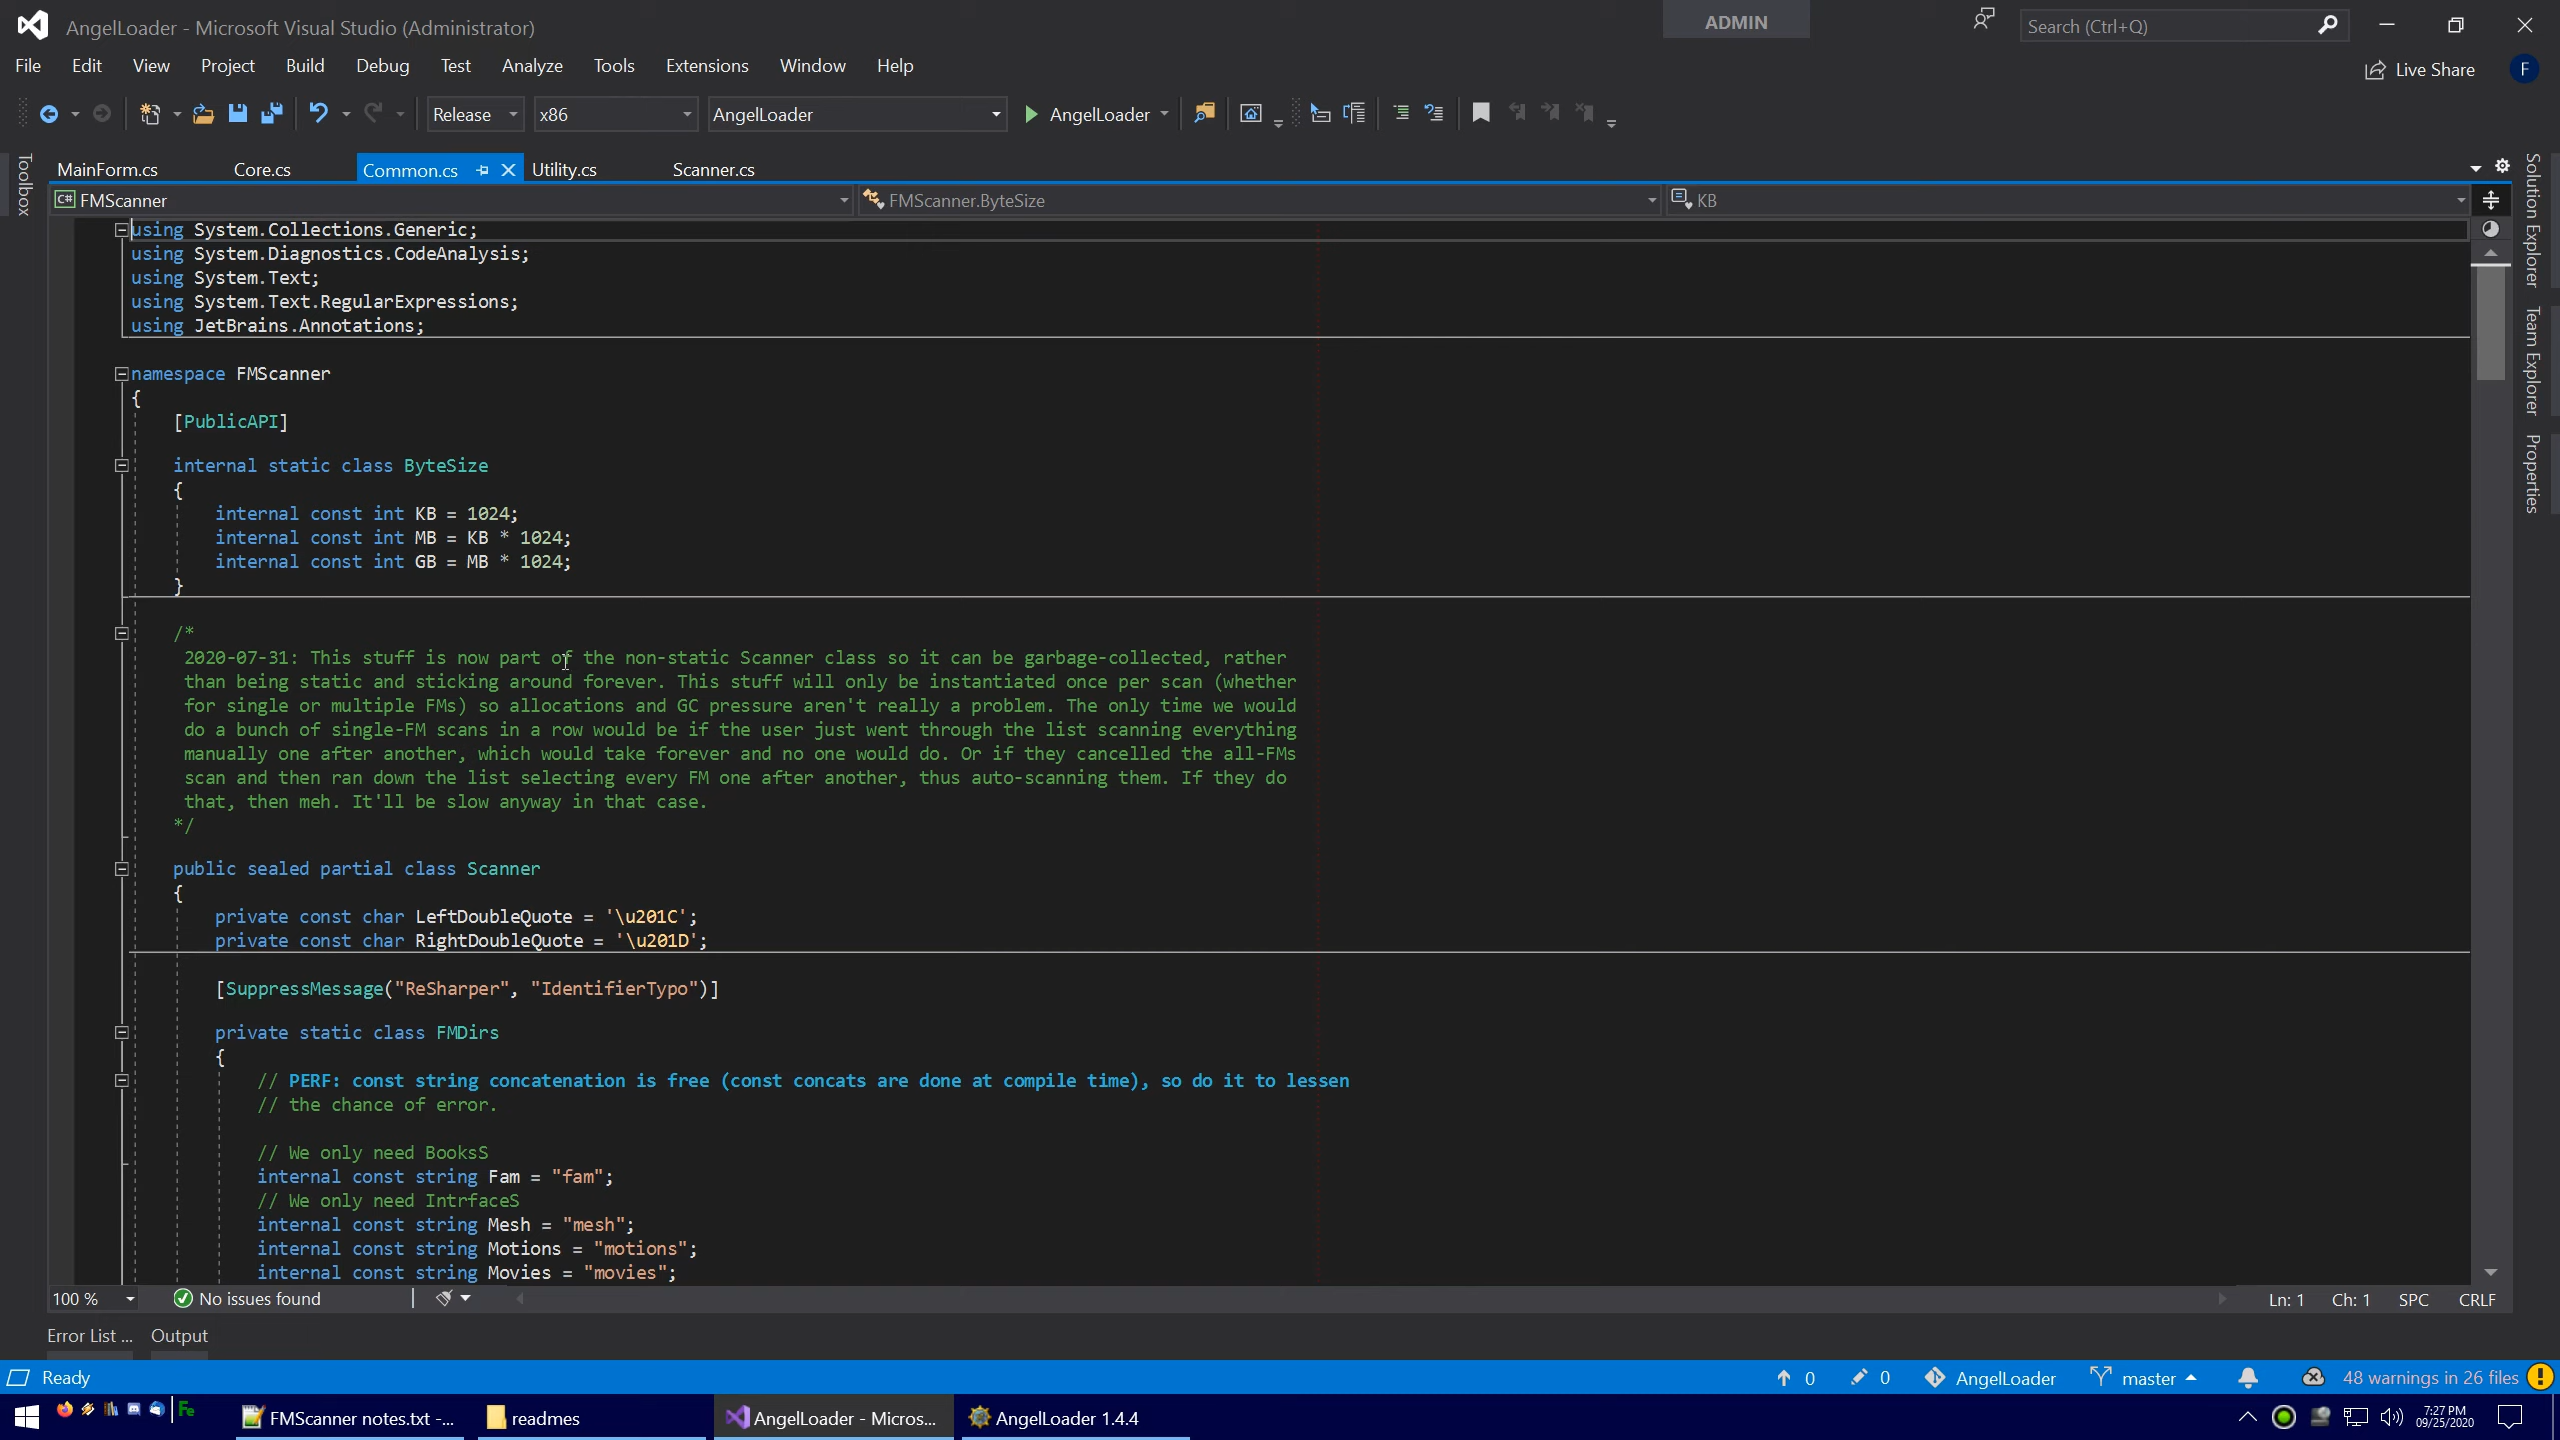 AngelLoader - Microsoft Visual Studio (Administrator)
ADMIN
Search (Ctrl+Q)
File Edit View Project Build Debug Test Analyze Tools Extensions Window Help
Live Share
F
Release x86 AngelLoader AngelLoader
Toolbox
MainForm.cs Core.cs Common.cs Utility.cs Scanner.cs
C# FMScanner FMScanner.ByteSize KB
Solution Explorer
Team Explorer
Properties
using System.Collections.Generic;
using System.Diagnostics.CodeAnalysis;
using System.Text;
using System.Text.RegularExpressions;
using JetBrains.Annotations;
namespace FMScanner
{
[PublicAPI]
internal static class ByteSize
{
internal const int KB = 1024;
internal const int MB = KB * 1024;
internal const int GB = MB * 1024;
}
/*
2020-07-31: This stuff is now part of the non-static Scanner class so it can be garbage-collected, rather
than being static and sticking around forever. This stuff will only be instantiated once per scan (whether
for single or multiple FMs) so allocations and GC pressure aren't really a problem. The only time we would
do a bunch of single-FM scans in a row would be if the user just went through the list scanning everything
manually one after another, which would take forever and no one would do. Or if they cancelled the all-FMs
scan and then ran down the list selecting every FM one after another, thus auto-scanning them. If they do
that, then meh. It'll be slow anyway in that case.
*/
public sealed partial class Scanner
{
private const char LeftDoubleQuote = '\u201C';
private const char RightDoubleQuote = '\u201D';
[SuppressMessage("ReSharper", "IdentifierTypo")]
private static class FMDirs
{
// PERF: const string concatenation is free (const concats are done at compile time), so do it to lessen
// the chance of error.
// We only need BooksS
internal const string Fam = "fam";
// We only need IntrfaceS
internal const string Mesh = "mesh";
internal const string Motions = "motions";
internal const string Movies = "movies";
100 % No issues found Ln: 1 Ch: 1 SPC CRLF
Error List ... Output
Ready 0 0 AngelLoader master 48 warnings in 26 files
Fe FMScanner notes.txt -... readmes AngelLoader - Micros... AngelLoader 1.4.4 7:27 PM
09/25/2020